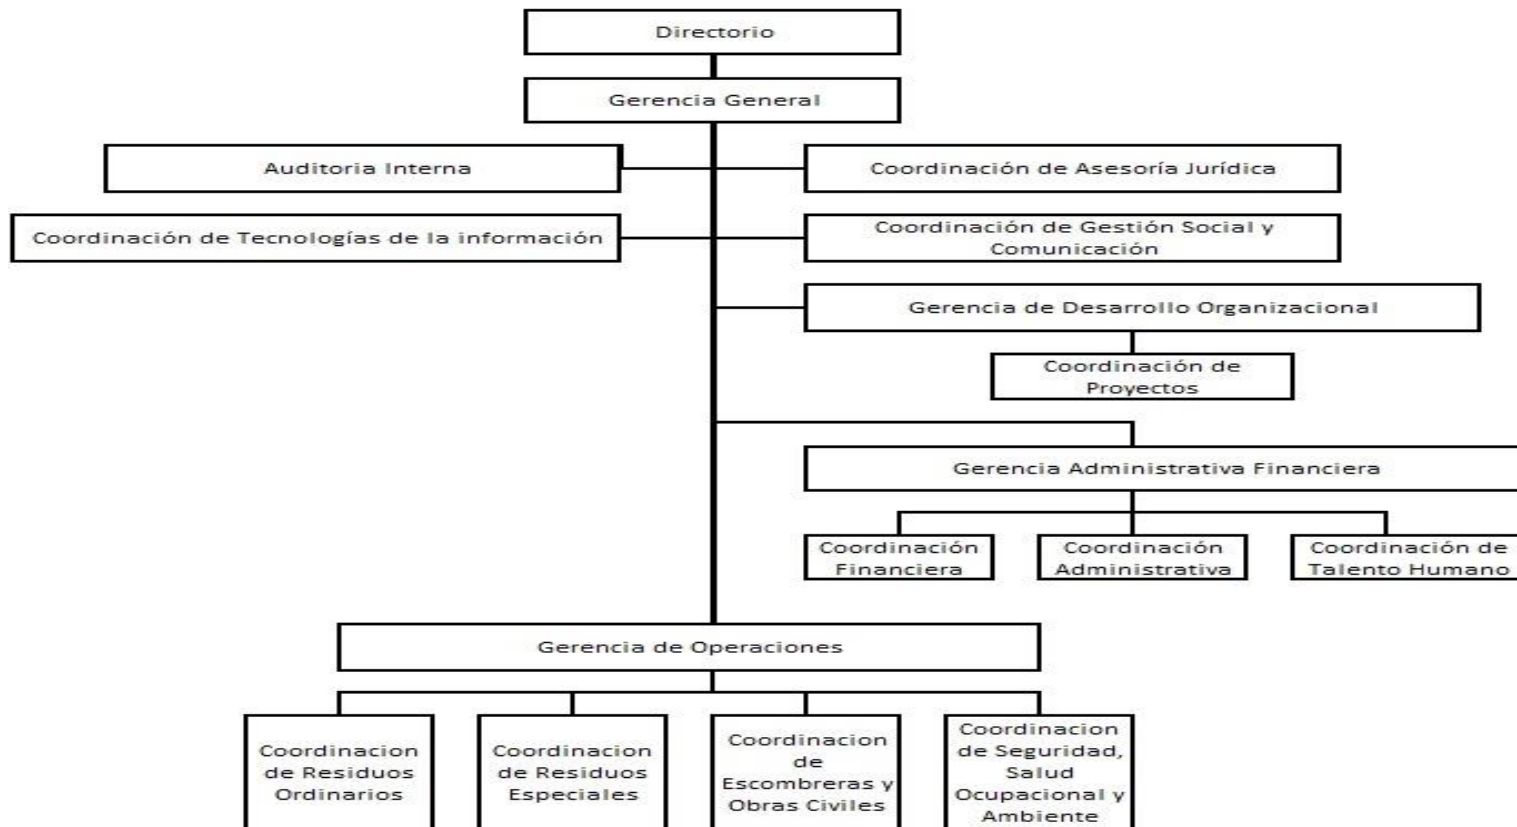 Directorio
Gerencia General
Auditoria Interna
Coordinación de Asesoría Jurídica
Coordinación de Tecnologías de la información
Coordinación de Gestión Social y
Comunicación
Gerencia de Desarrollo Organizacional
Coordinación de
Proyectos
Gerencia Administrativa Financiera
Coordinación
Financiera
Coordinación
Administrativa
Coordinación de
Talento Humano
Gerencia de Operaciones
Coordinacion
de Residuos
Ordinarios
Coordinacion
de Residuos
Especiales
Coordinacion
de
Escombreras y
Obras Civiles
Coordinacion
de Seguridad,
Salud
Ocupacional y
Ambiente